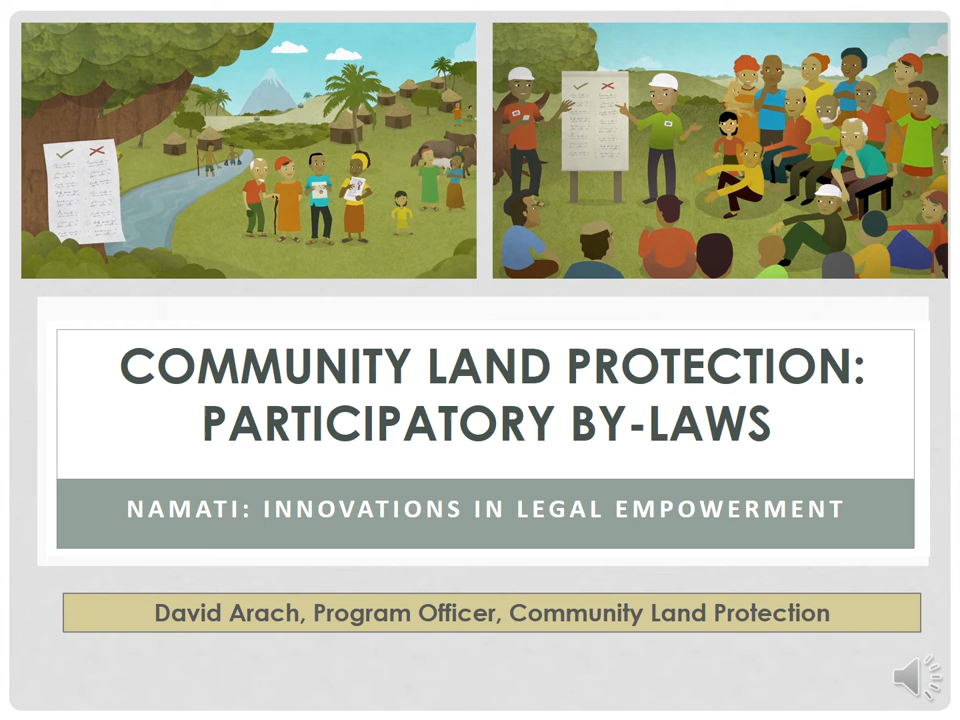 COMMUNITY LAND PROTECTION:
PARTICIPATORY BY-LAWS
NAMATI: INNOVATIONS IN LEGAL EMPOWERMENT
David Arach, Program Officer, Community Land Protection